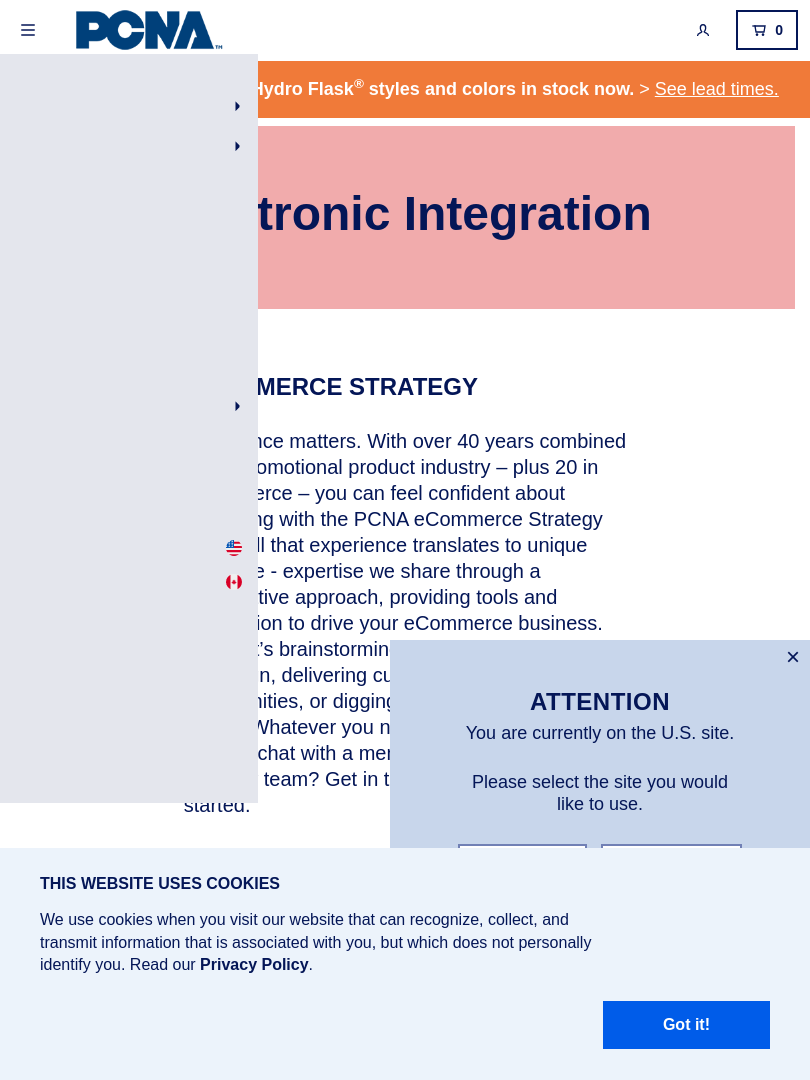 PCNA™
0
Hydro Flask® styles and colors in stock now. > See lead times.
tronic Integration
MERCE STRATEGY
nce matters. With over 40 years combined
omotional product industry – plus 20 in
erce – you can feel confident about
ng with the PCNA eCommerce Strategy
ll that experience translates to unique
e - expertise we share through a
tive approach, providing tools and
ion to drive your eCommerce business.
t’s brainstorming
n, delivering cu
nities, or digging
Whatever you n
chat with a mer
team? Get in t
started.
×
ATTENTION
You are currently on the U.S. site.
Please select the site you would
like to use.
THIS WEBSITE USES COOKIES
We use cookies when you visit our website that can recognize, collect, and
transmit information that is associated with you, but which does not personally
identify you. Read our Privacy Policy.
Got it!